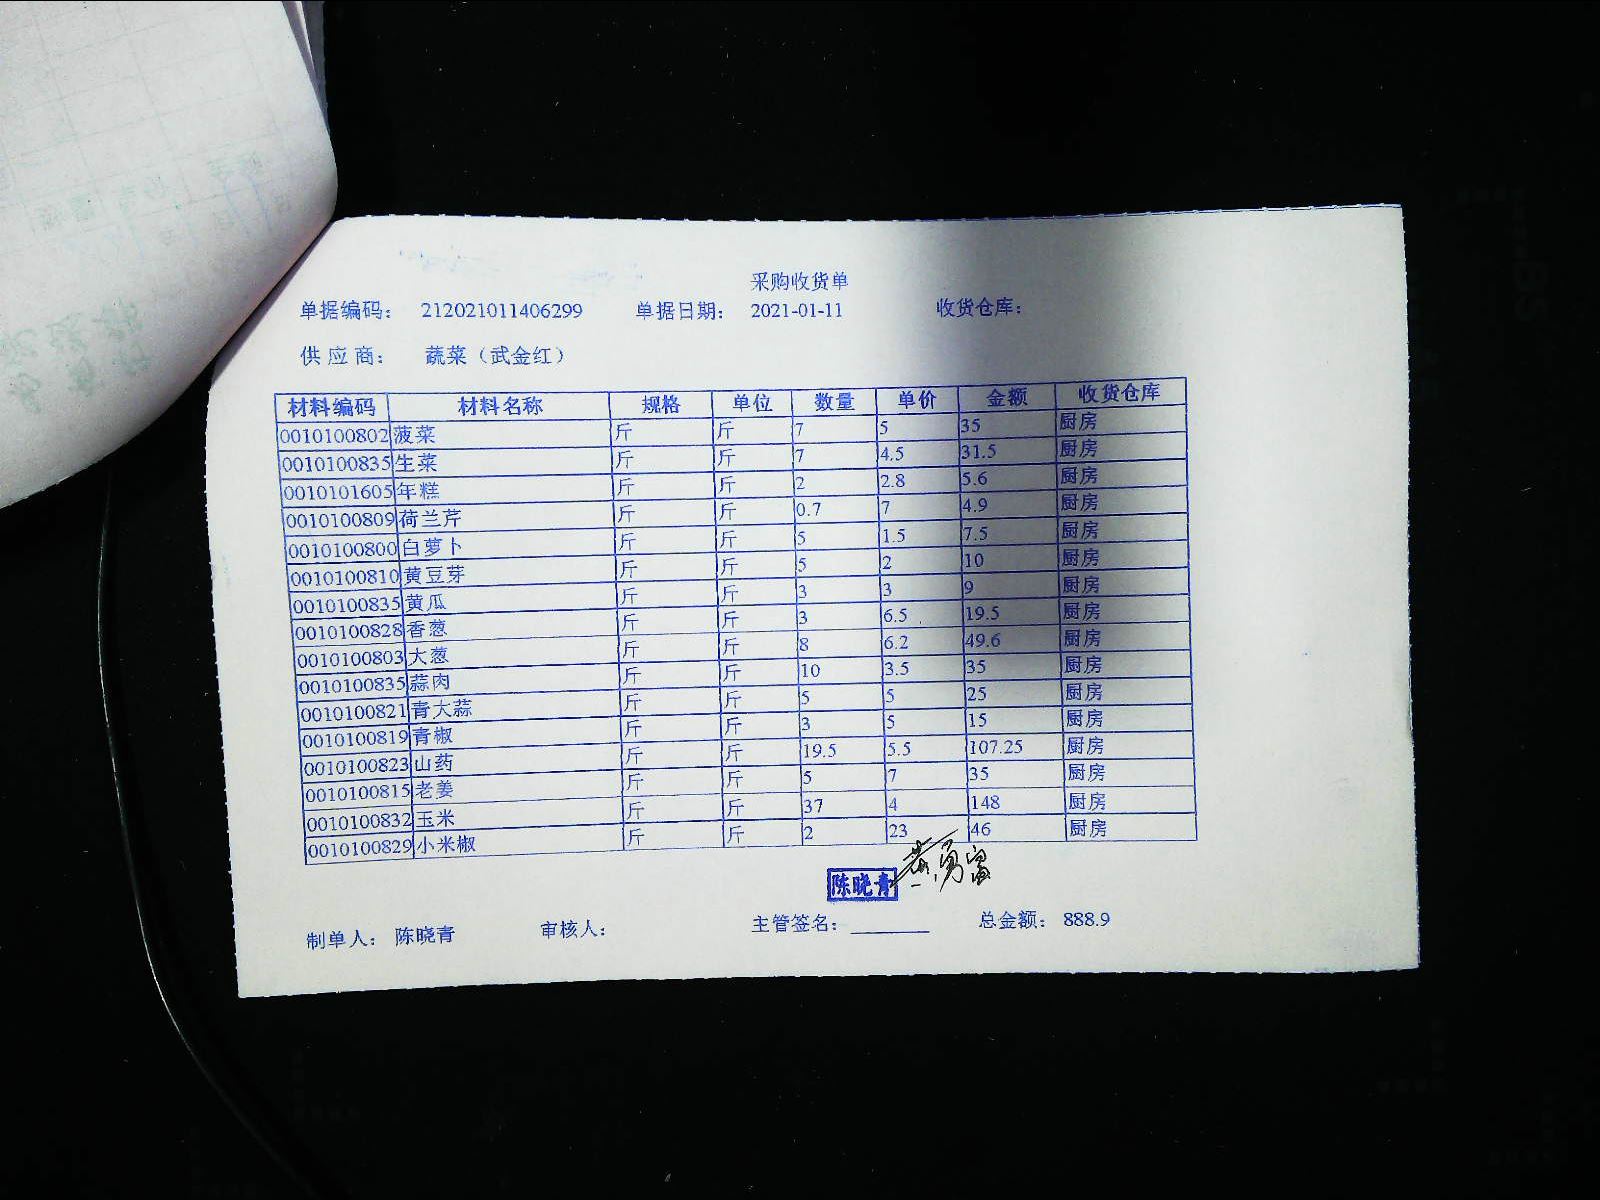 采购收货单
单据编码： 212021011406299 单据日期： 2021-01-11 收货仓库：
供应商： 蔬菜（武金红）
材料编码 材料名称 规格 单位 数量 单价 金额 收货仓库
0010100802 菠菜 斤 斤 7 5 35 厨房
0010100835 生菜 斤 斤 7 4.5 31.5 厨房
0010101605 年糕 斤 斤 2 2.8 5.6 厨房
0010100809 荷兰芹 斤 斤 0.7 7 4.9 厨房
0010100800 白萝卜 斤 斤 5 1.5 7.5 厨房
0010100810 黄豆芽 斤 斤 5 2 10 厨房
0010100835 黄瓜 斤 斤 3 3 9 厨房
0010100828 香葱 斤 斤 3 6.5 19.5 厨房
0010100803 大葱 斤 斤 8 6.2 49.6 厨房
0010100835 蒜肉 斤 斤 10 3.5 35 厨房
0010100821 青大蒜 斤 斤 5 5 25 厨房
0010100819 青椒 斤 斤 3 5 15 厨房
0010100823 山药 斤 斤 19.5 5.5 107.25 厨房
0010100815 老姜 斤 斤 5 7 35 厨房
0010100832 玉米 斤 斤 37 4 148 厨房
0010100829 小米椒 斤 斤 2 23 46 厨房
陈晓青
制单人： 陈晓青 审核人： 主管签名： 总金额： 888.9